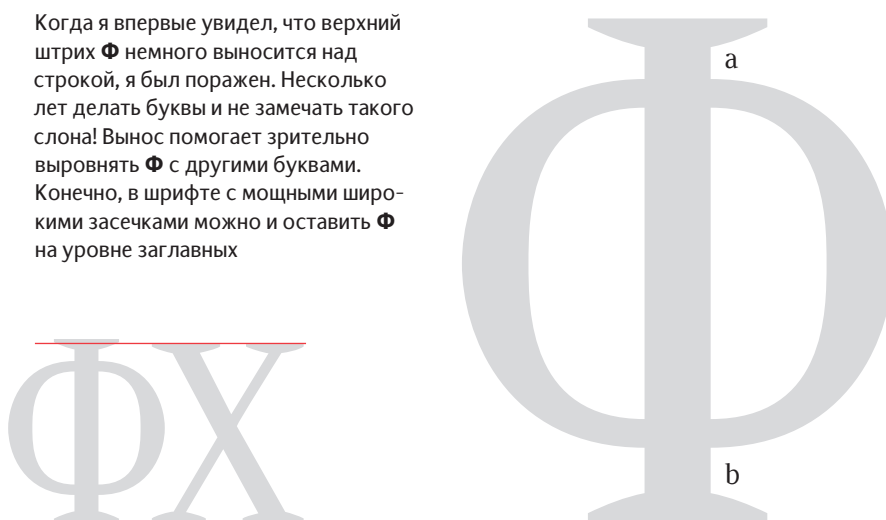 Когда я впервые увидел, что верхний
штрих Ф немного выносится над
строкой, я был поражен. Несколько
лет делать буквы и не замечать такого
слона! Вынос помогает зрительно
выровнять Ф с другими буквами.
Конечно, в шрифте с мощными широ-
кими засечками можно и оставить Ф
на уровне заглавных
ФХ
Ф
a
b